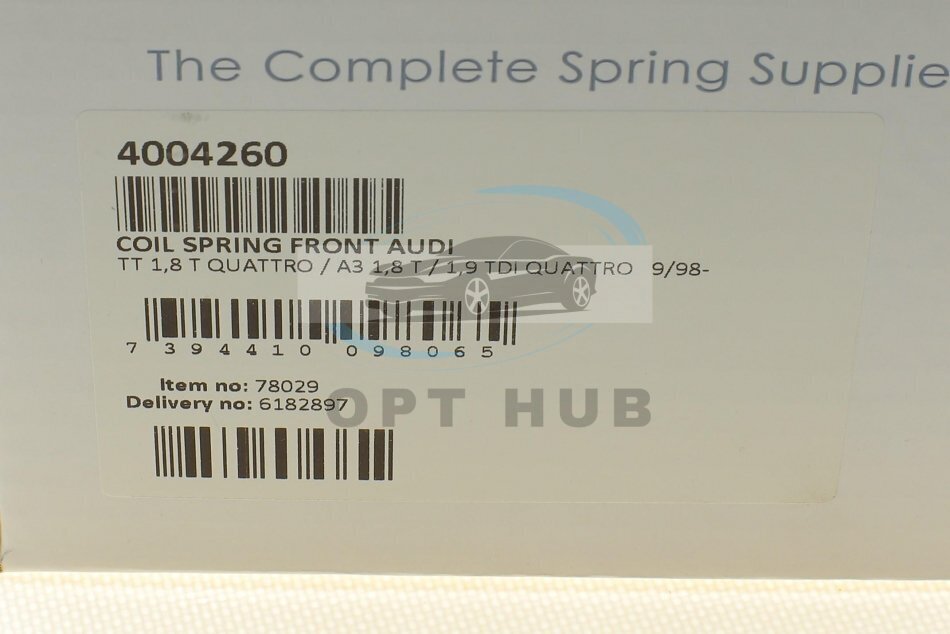 The Complete Spring Supplie
4004260
COIL SPRING FRONT AUDI
TT 1,8 T QUATTRO / A3 1,8 T / 1,9 TDI QUATTRO 9/98-
7 394410 098065
Item no: 78029
Delivery no: 6182897
OPT HUB